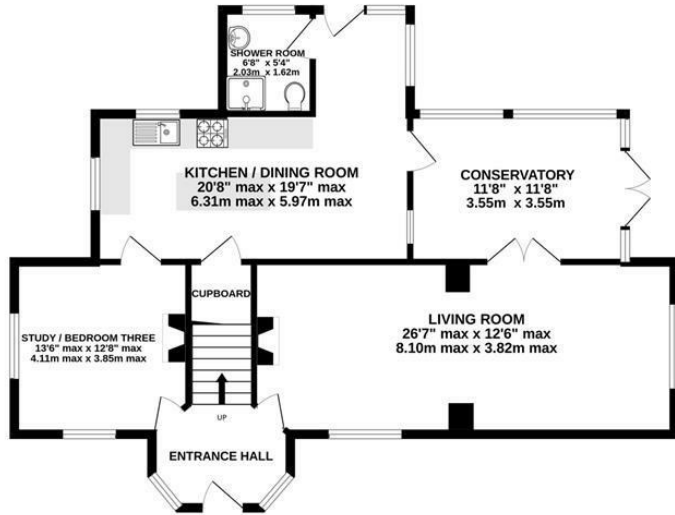 SHOWER ROOM
6'8" x 5'4"
2.03m x 1.62m
KITCHEN / DINING ROOM
20'8" max x 19'7" max
6.31m max x 5.97m max
CONSERVATORY
11'8" x 11'8"
3.55m x 3.55m
CUPBOARD
STUDY / BEDROOM THREE
13'6" max x 12'8" max
4.11m max x 3.85m max
LIVING ROOM
26'7" max x 12'6" max
8.10m max x 3.82m max
UP
ENTRANCE HALL